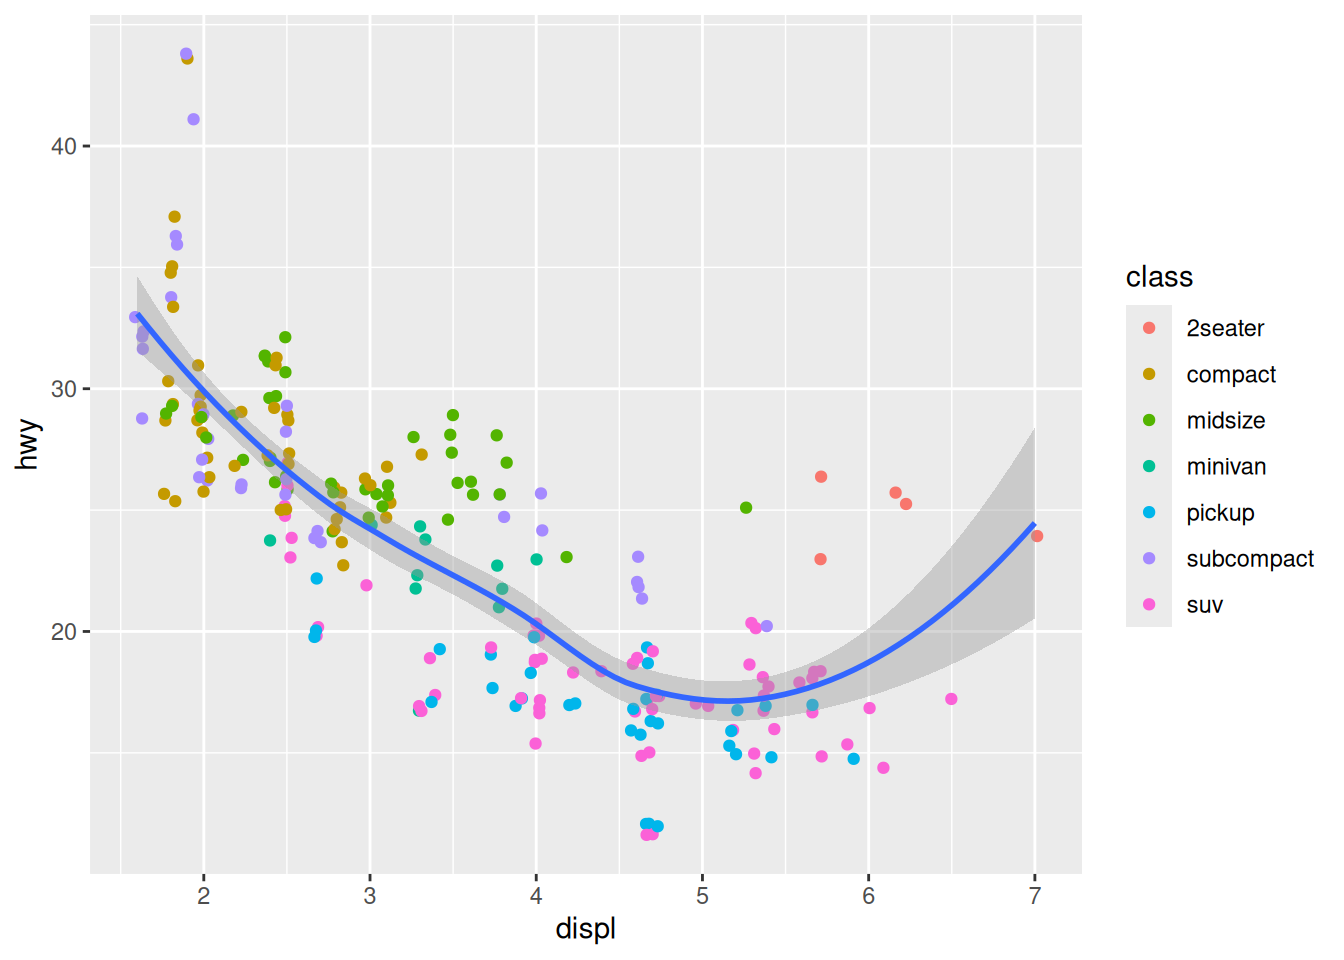 40
30
20
hwy
2 3 4 5 6 7
displ
class
2seater
compact
midsize
minivan
pickup
subcompact
suv